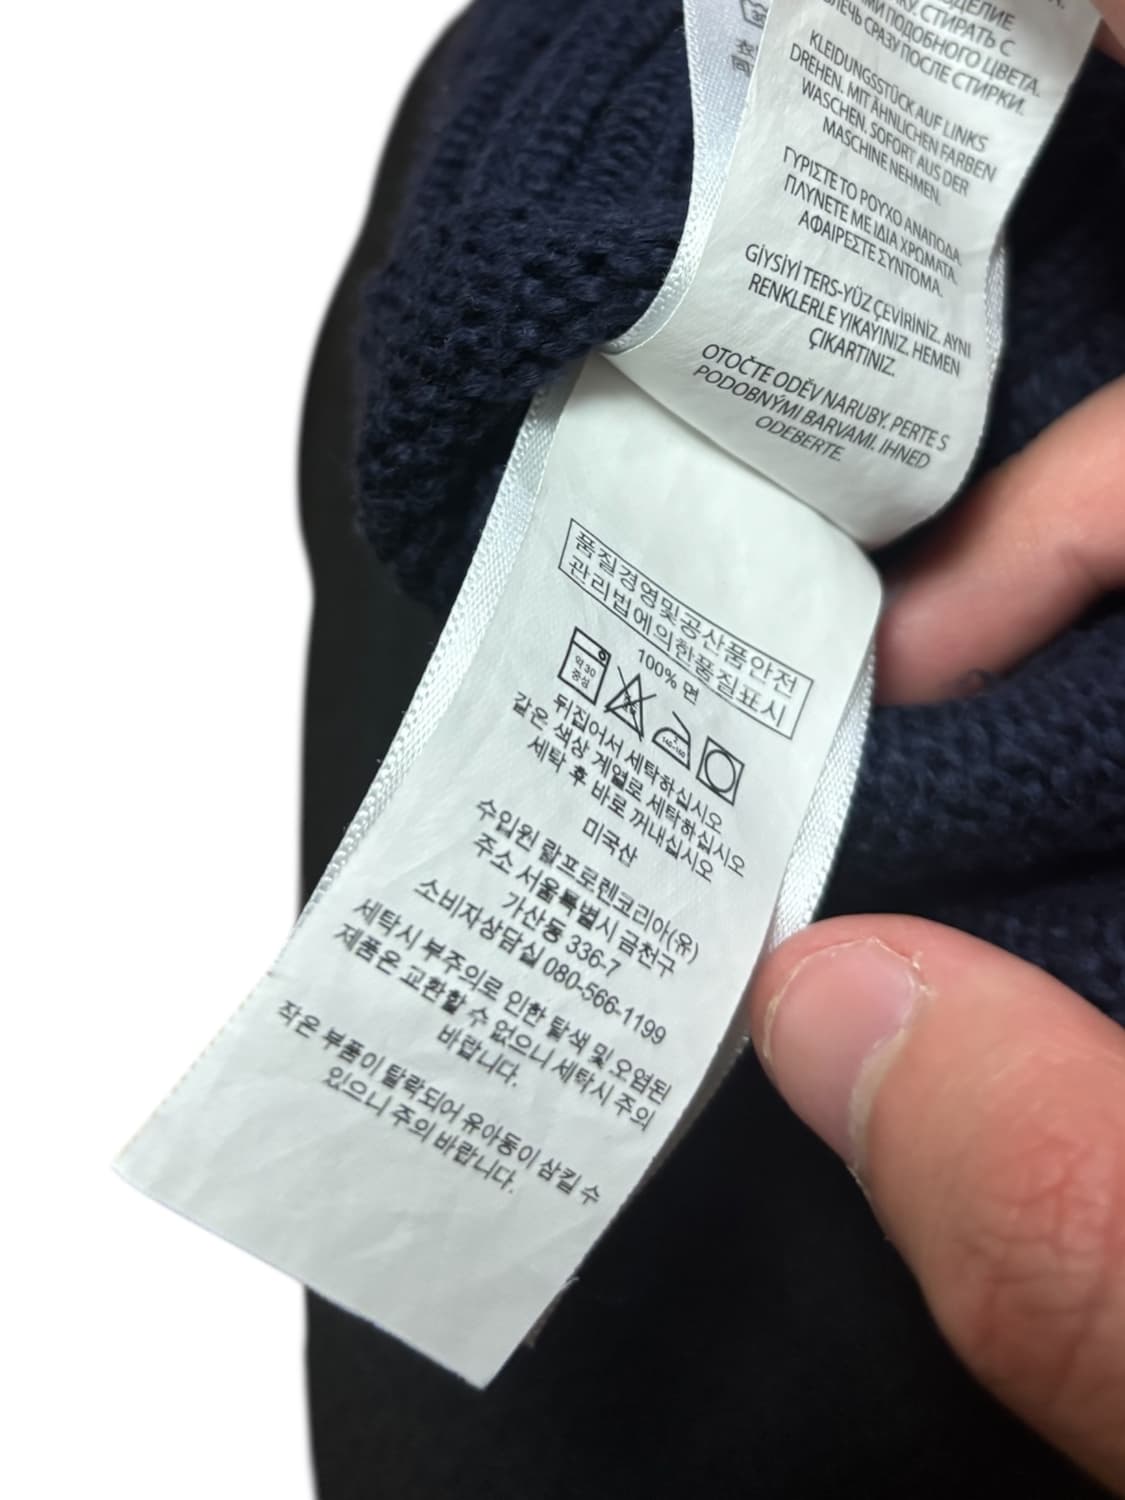 ИЗДЕЛИЕ
СТИРАТЬ С
ПОДОБНОГО ЦВЕТА.
СРАЗУ ПОСЛЕ СТИРКИ.
KLEIDUNGSSTÜCK AUF LINKS
DREHEN. MIT ÄHNLICHEN FARBEN
WASCHEN. SOFORT AUS DER
MASCHINE NEHMEN.
ΓΥΡΙΣΤΕ ΤΟ ΡΟΥΧΟ ΑΝΑΠΟΔΑ.
ΠΛΥΝΕΤΕ ΜΕ ΙΔΙΑ ΧΡΩΜΑΤΑ.
ΑΦΑΙΡΕΣΤΕ ΣΥΝΤΟΜΑ.
GİYSİYİ TERS-YÜZ ÇEVİRİNİZ. AYNI
RENKLERLE YIKAYINIZ. HEMEN
ÇIKARTINIZ.
OTOČTE ODĚV NARUBY. PERTE S
PODOBNÝMI BARVAMI. IHNED
ODEBERTE.
품질경영및공산품안전
관리법에의한품질표시
100% 면
약30
중성
140-160
뒤집어서 세탁하십시오
같은 색상 계열로 세탁하십시오
세탁 후 바로 꺼내십시오
미국산
수입원 랄프로렌코리아(유)
주소 서울특별시 금천구
가산동 336-7
소비자상담실 080-566-1199
세탁시 부주의로 인한 탈색 및 오염된
제품은 교환할 수 없으니 세탁시 주의
바랍니다.
작은 부품이 탈락되어 유아동이 삼킬 수
있으니 주의 바랍니다.